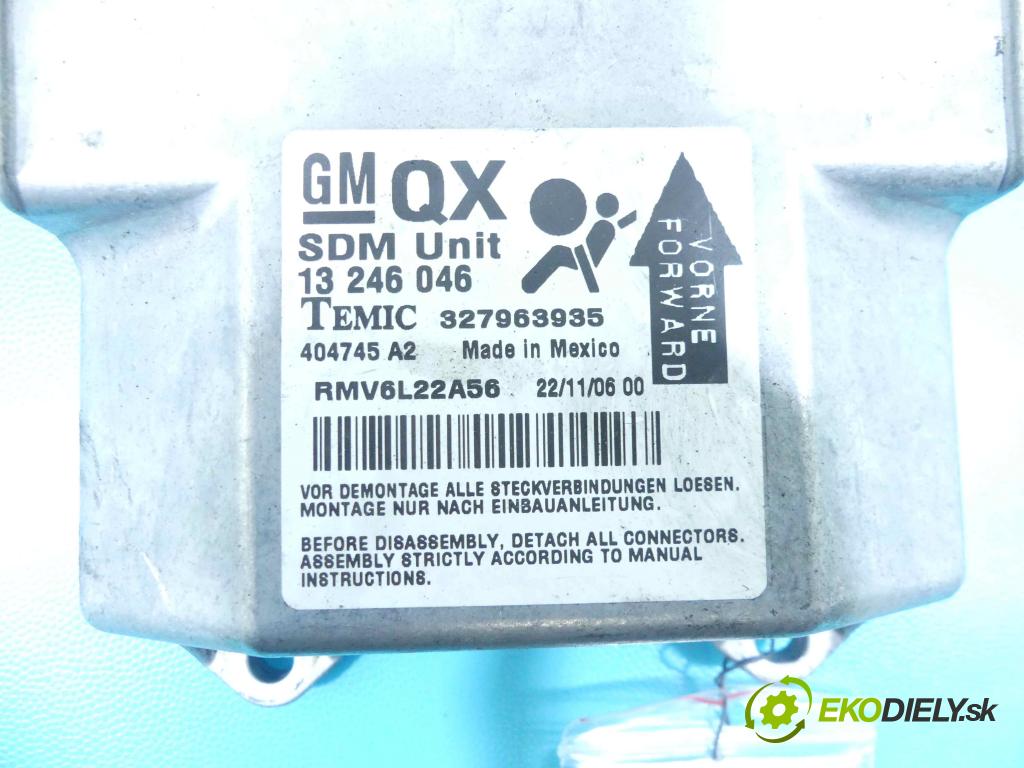 GM QX
SDM Unit
13 246 046
TEMIC 327963935
404745 A2 Made in Mexico
RMV6L22A56 22/11/06 00
VORNE
FORWARD
VOR DEMONTAGE ALLE STECKVERBINDUNGEN LOESEN.
MONTAGE NUR NACH EINBAUANLEITUNG.
BEFORE DISASSEMBLY, DETACH ALL CONNECTORS.
ASSEMBLY STRICTLY ACCORDING TO MANUAL
INSTRUCTIONS.
EKODIELY.sk